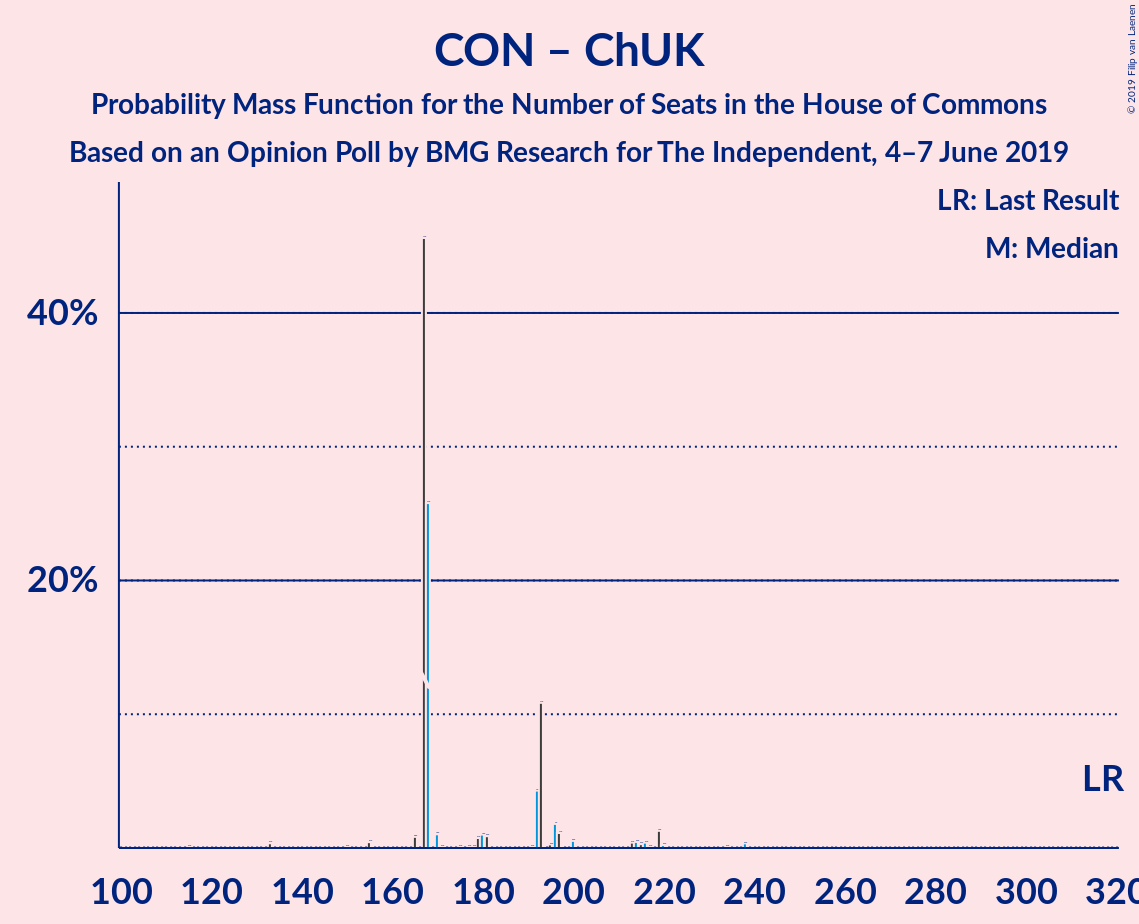 CON – ChUK
Probability Mass Function for the Number of Seats in the House of Commons
Based on an Opinion Poll by BMG Research for The Independent, 4–7 June 2019
© 2019 Filip van Laenen
LR: Last Result
M: Median
40%
20%
LR
100 120 140 160 180 200 220 240 260 280 300 320